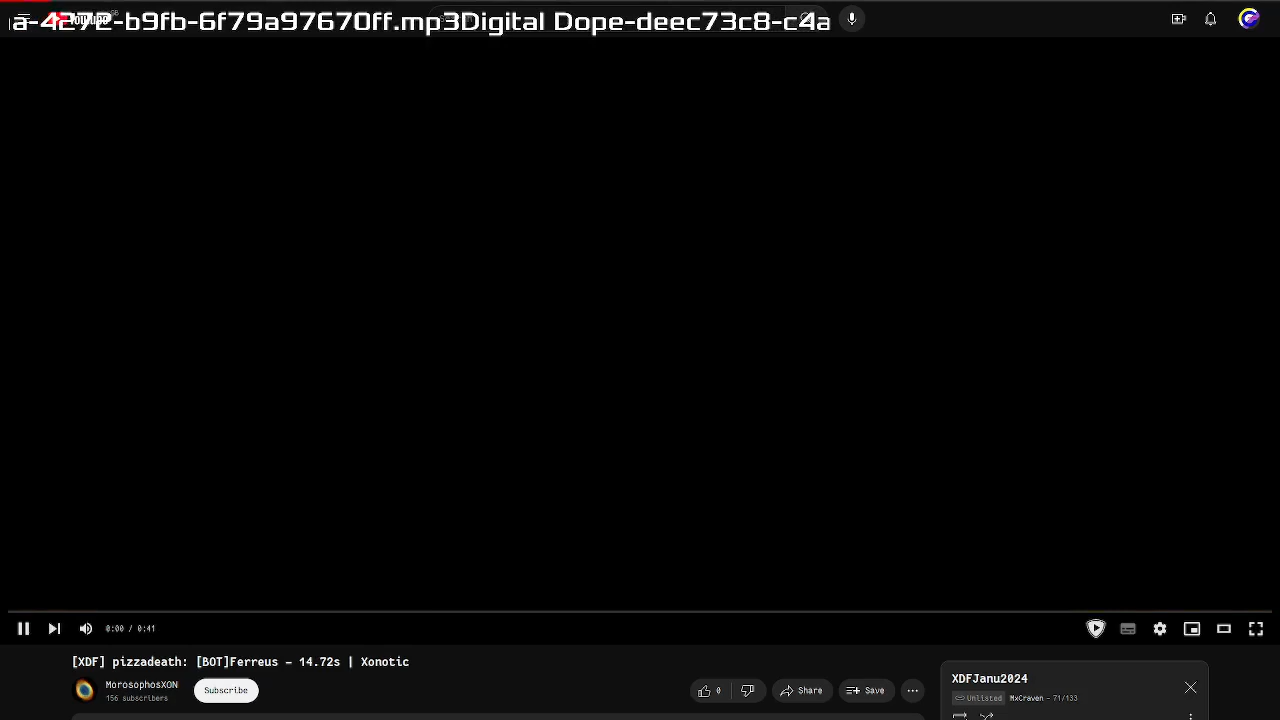 a-4272-b9fb-6f79a97670ff.mp3Digital Dope-deec73c8-c4a
0:00 / 0:41
[XDF] pizzadeath: [BOT]Ferreus – 14.72s | Xonotic
MorosophosXON
156 subscribers
Subscribe
0
Share
Save
XDFJanu2024
Unlisted
MxCraven - 71/133